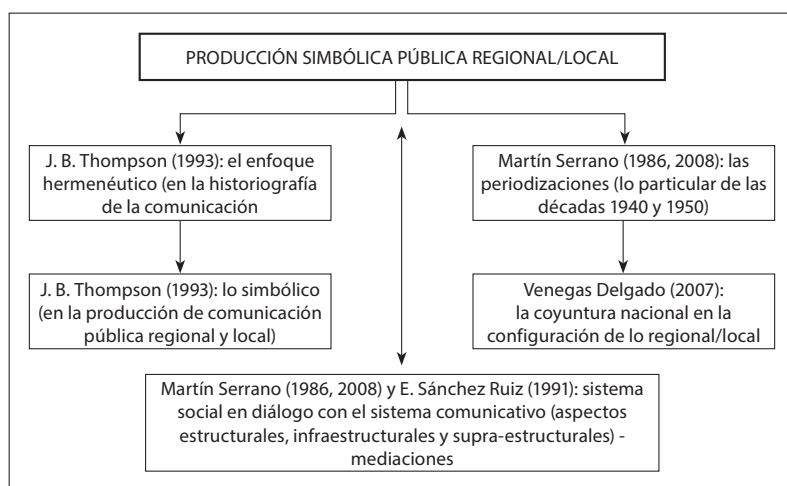 PRODUCCIÓN SIMBÓLICA PÚBLICA REGIONAL/LOCAL
J. B. Thompson (1993): el enfoque
hermenéutico (en la historiografía
de la comunicación
Martín Serrano (1986, 2008): las
periodizaciones (lo particular de las
décadas 1940 y 1950)
J. B. Thompson (1993): lo simbólico
(en la producción de comunicación
pública regional y local)
Venegas Delgado (2007):
la coyuntura nacional en la
configuración de lo regional/local
Martín Serrano (1986, 2008) y E. Sánchez Ruiz (1991): sistema
social en diálogo con el sistema comunicativo (aspectos
estructurales, infraestructurales y supra-estructurales) -
mediaciones